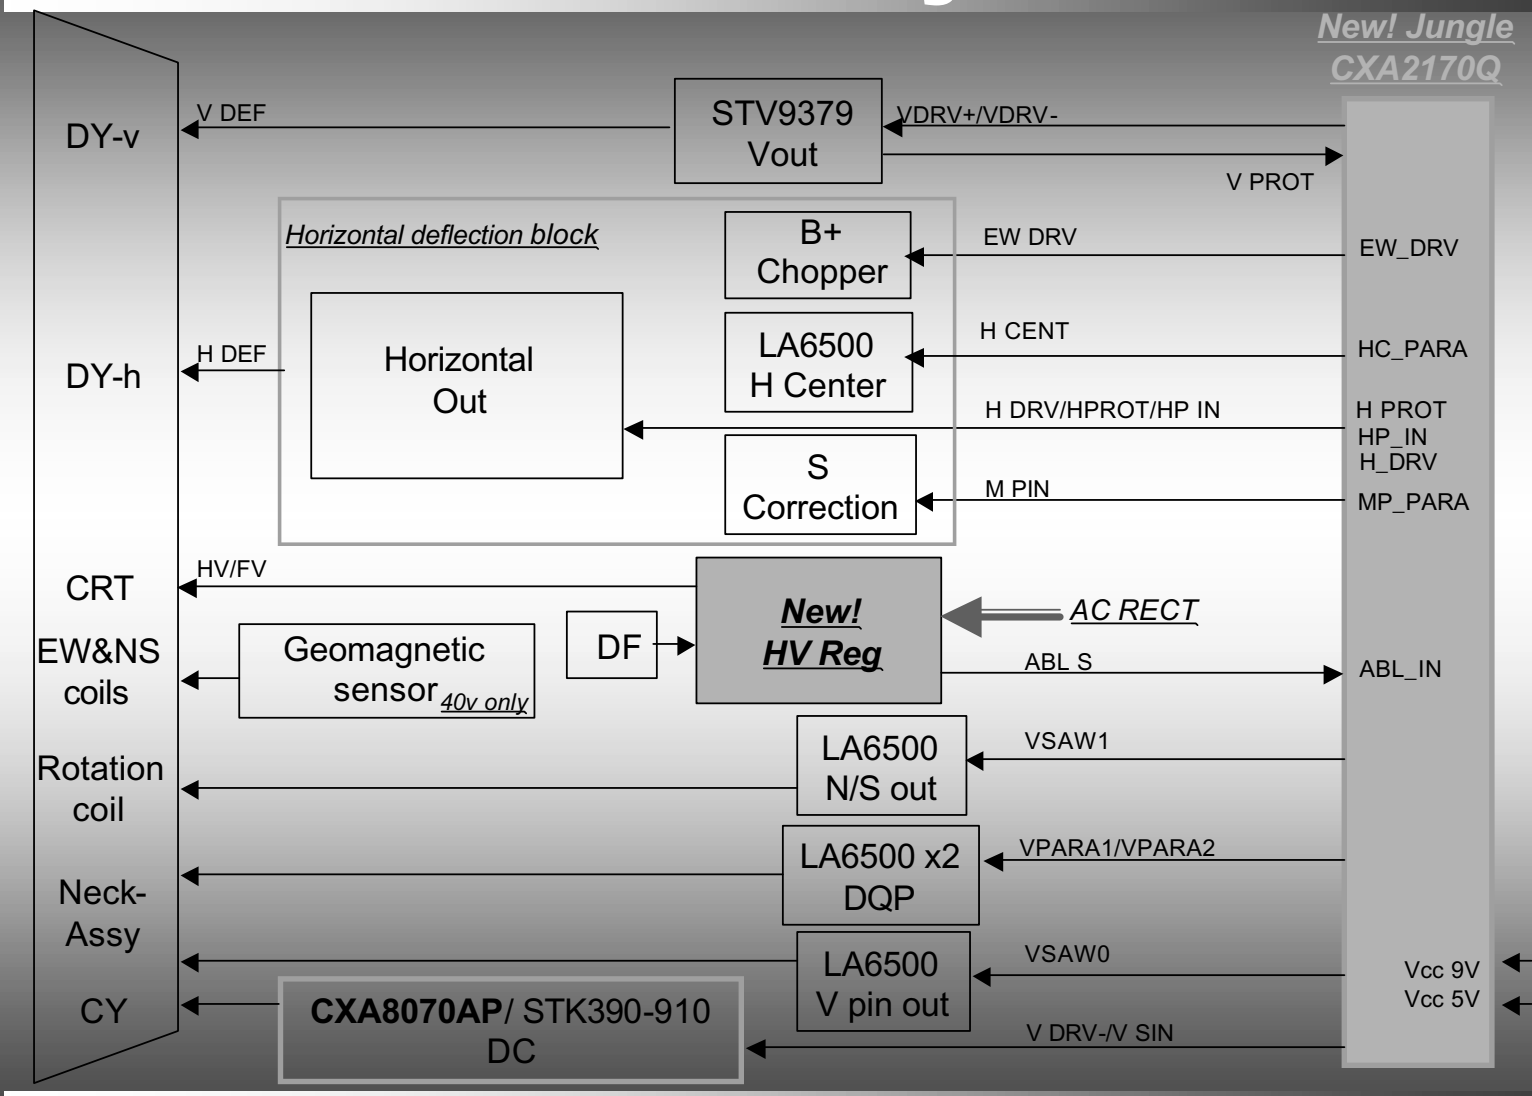 New! Jungle
CXA2170Q
DY-v
V DEF
STV9379
Vout
VDRV+/VDRV-
V PROT
Horizontal deflection block
B+
Chopper
EW DRV
EW_DRV
DY-h
H DEF
Horizontal
Out
LA6500
H Center
H CENT
HC_PARA
H DRV/HPROT/HP IN
H PROT
HP_IN
H_DRV
S
Correction
M PIN
MP_PARA
CRT
HV/FV
New!
HV Reg
AC RECT
DF
ABL S
ABL_IN
EW&NS
coils
Geomagnetic
sensor 40v only
Rotation
coil
LA6500
N/S out
VSAW1
Neck-
Assy
LA6500 x2
DQP
VPARA1/VPARA2
LA6500
V pin out
VSAW0
Vcc 9V
Vcc 5V
CY
CXA8070AP/ STK390-910
DC
V DRV-/V SIN